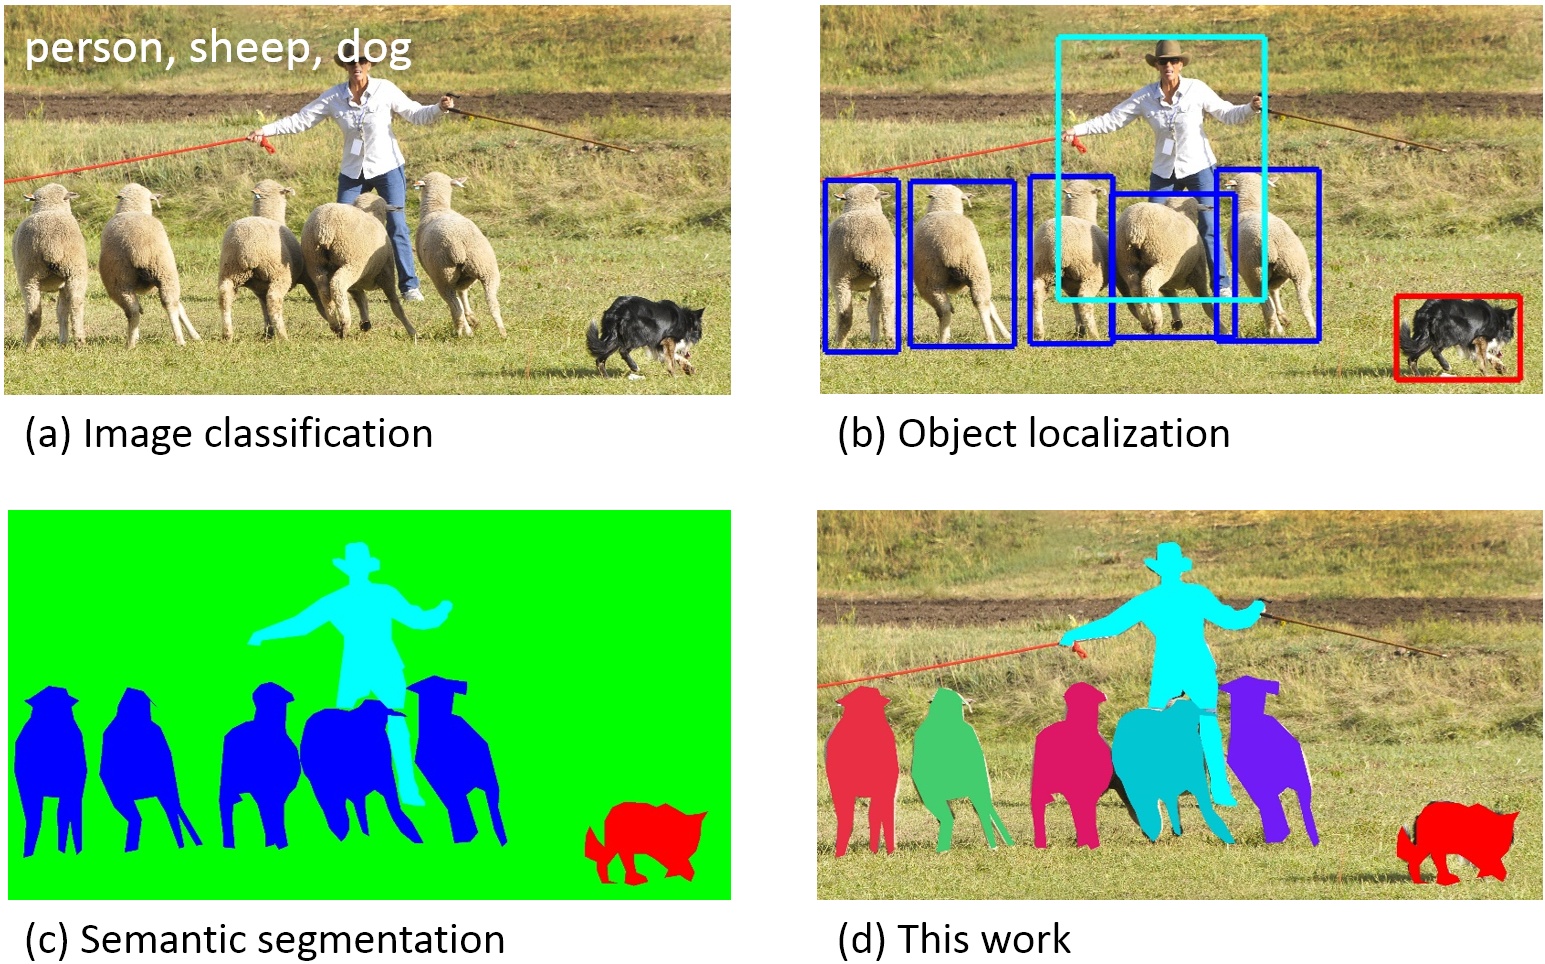 person, sheep, dog
(a) Image classification
(b) Object localization
(c) Semantic segmentation
(d) This work